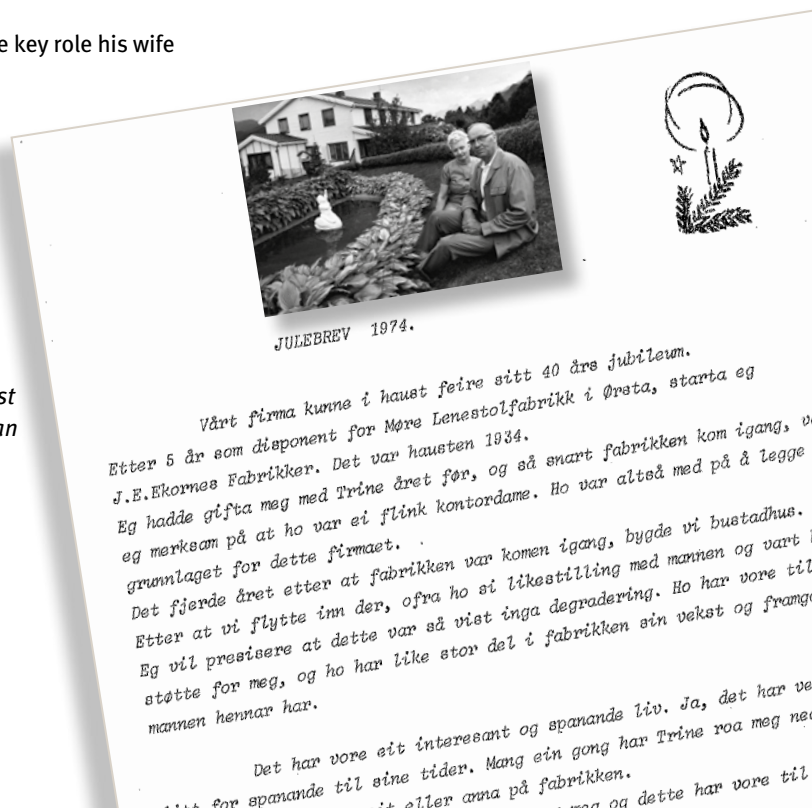 e key role his wife
st
an
JULEBREV 1974.
Vårt firma kunne i haust feire sitt 40 års jubileum.
Etter 5 år som disponent for Møre Lenestolfabrikk i Ørsta, starta eg
J.E.Ekornes Fabrikker. Det var hausten 1934.
Eg hadde gifta meg med Trine året før, og så snart fabrikken kom igang, v
eg merksam på at ho var ei flink kontordame. Ho var altså med på å legge
grunnlaget for dette firmaet.
Det fjerde året etter at fabrikken var komen igang, bygde vi bustadhus.
Etter at vi flytte inn der, ofra ho si likestilling med mannen og vart
Eg vil presisere at dette var så vist inga degradering. Ho har vore til
støtte for meg, og ho har like stor del i fabrikken sin vekst og framga
mannen hennar har.
Det har vore eit interesant og spanande liv. Ja, det har ve
for spanande til sine tider. Mang ein gong har Trine roa meg ned
eller anna på fabrikken.
og dette har vore til